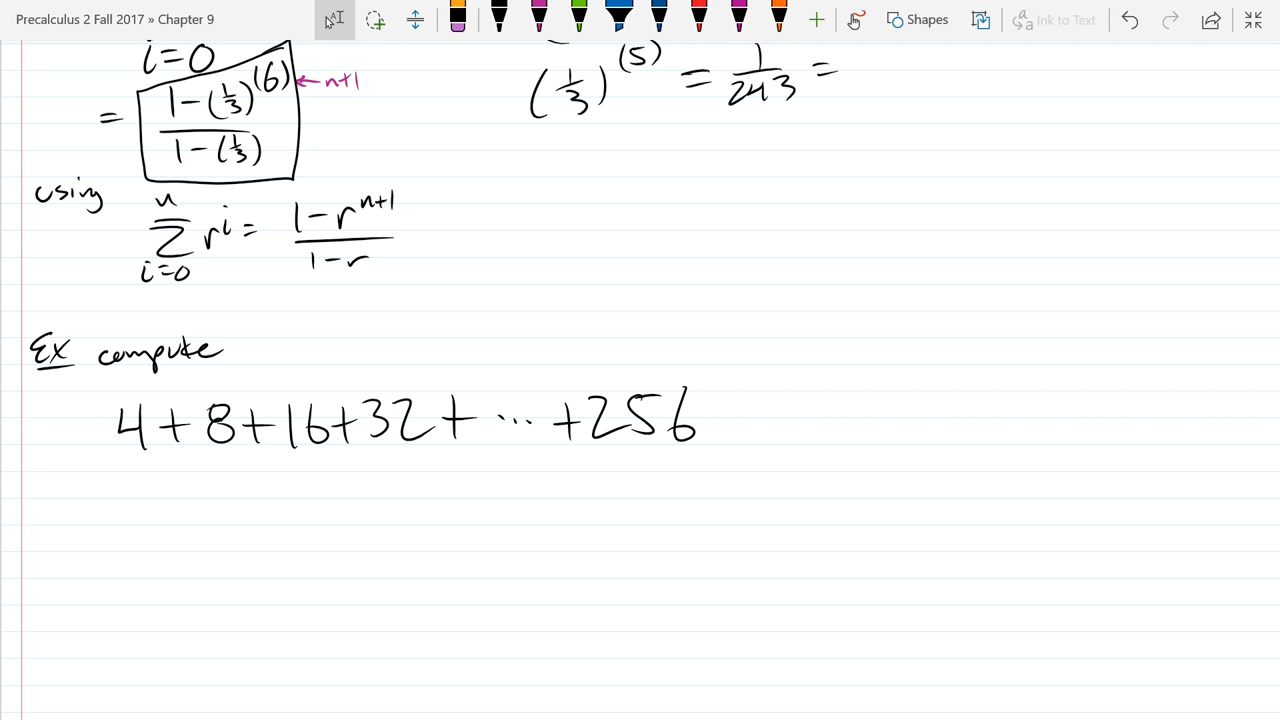 Precalculus 2 Fall 2017 » Chapter 9
Shapes
Ink to Text
i=0
= 1-(1/3)^(6) / 1-(1/3) ← n+1
(1/3)^(5) = 1/243 =
using
n
∑ r^i = 1-r^(n+1) / 1-r
i=0
Ex compute
4+8+16+32+ ··· +256